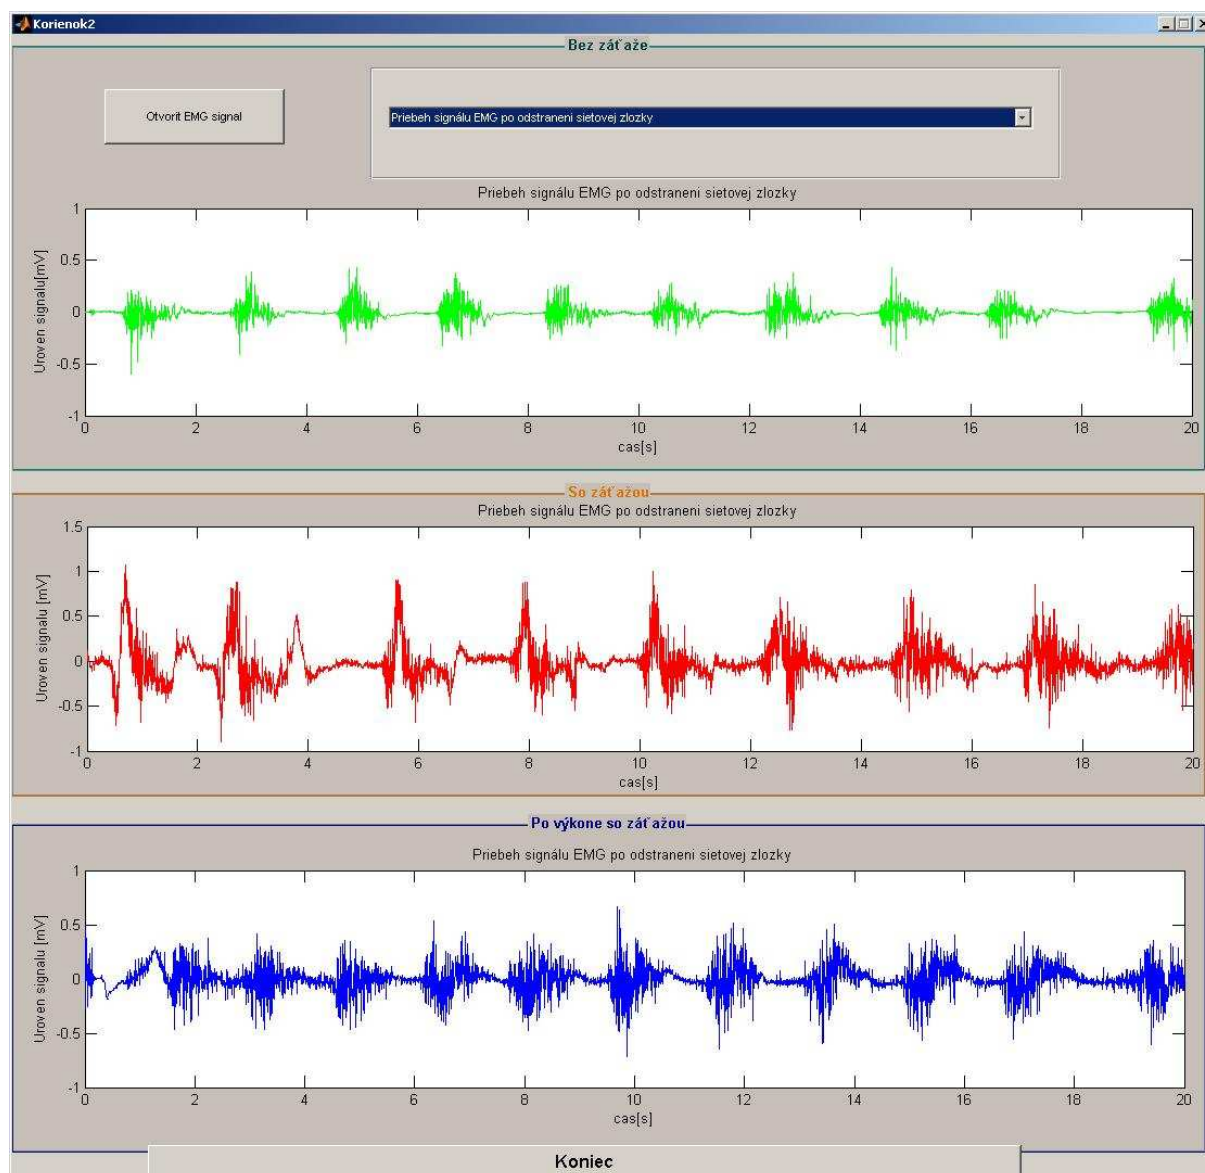 Korienok2
Bez záťaže
Otvorit EMG signal
Priebeh signálu EMG po odstraneni sietovej zlozky
Priebeh signálu EMG po odstraneni sietovej zlozky
1
0.5
0
-0.5
-1
Uroven signalu[mV]
0 2 4 6 8 10 12 14 16 18 20
cas[s]
So záťažou
Priebeh signálu EMG po odstraneni sietovej zlozky
1.5
1
0.5
0
-0.5
-1
Uroven signalu [mV]
0 2 4 6 8 10 12 14 16 18 20
cas[s]
Po výkone so záťažou
Priebeh signálu EMG po odstraneni sietovej zlozky
1
0.5
0
-0.5
-1
Uroven signalu [mV]
0 2 4 6 8 10 12 14 16 18 20
cas[s]
Koniec